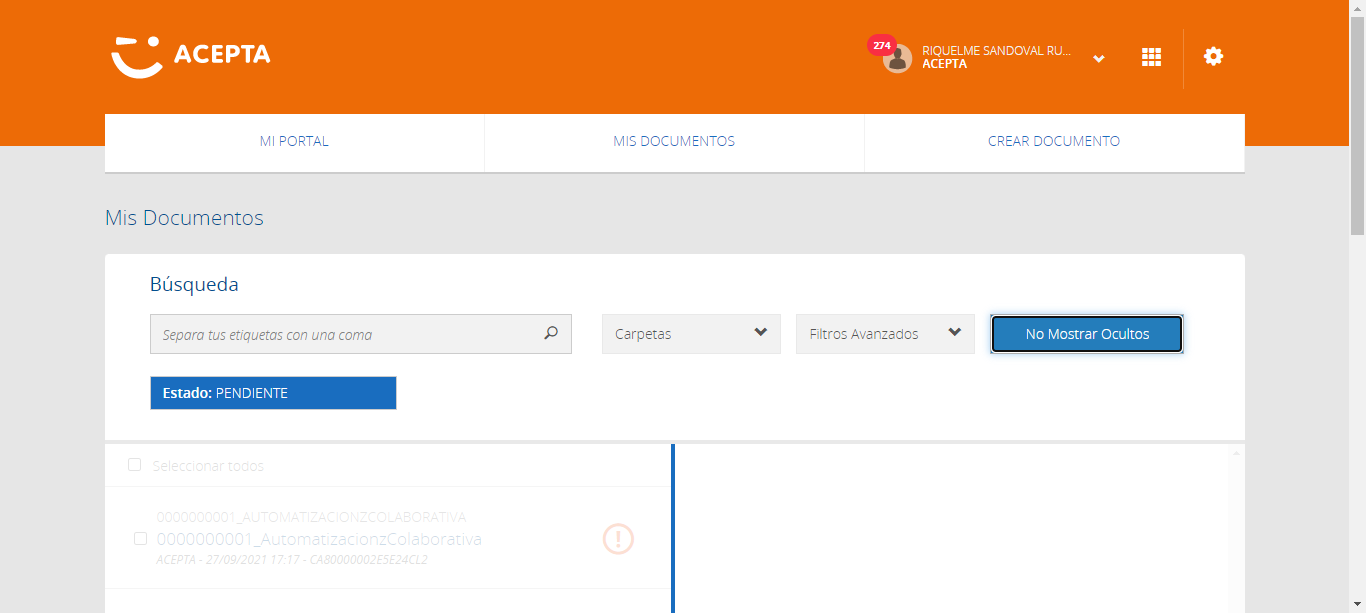 ACEPTA
274
RIQUELME SANDOVAL RU...
ACEPTA
MI PORTAL
MIS DOCUMENTOS
CREAR DOCUMENTO
Mis Documentos
Búsqueda
Separa tus etiquetas con una coma
Carpetas
Filtros Avanzados
No Mostrar Ocultos
Estado: PENDIENTE
Seleccionar todos
0000000001_AUTOMATIZACIONZCOLABORATIVA
0000000001_AutomatizacionzColaborativa
ACEPTA - 27/09/2021 17:17 - CA80000002E5E24CL2